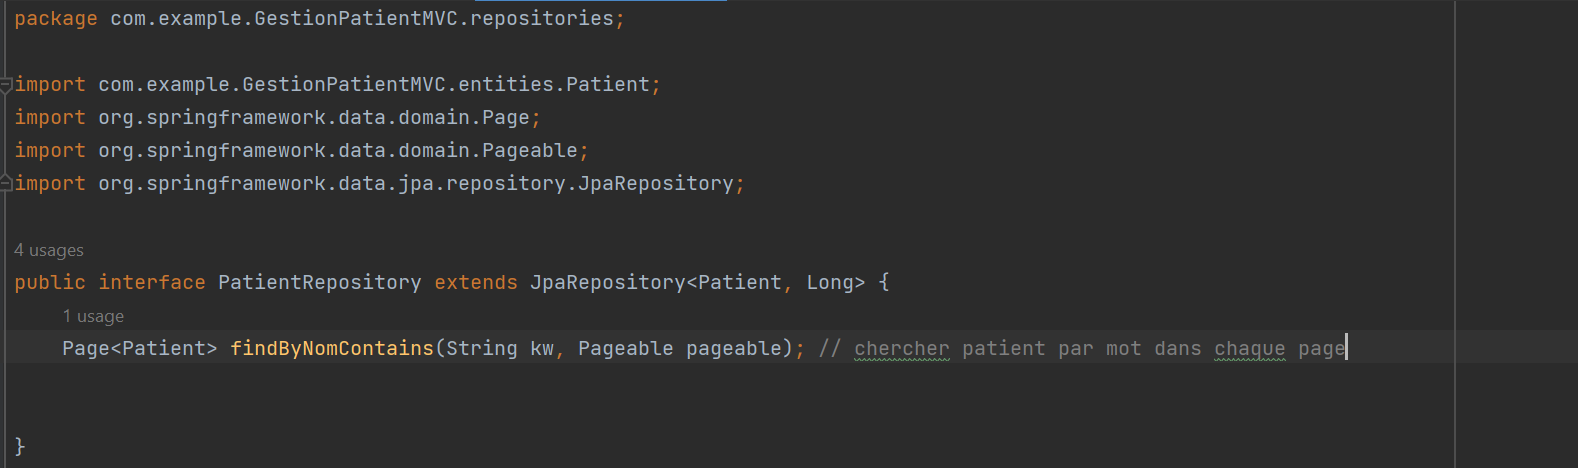 package com.example.GestionPatientMVC.repositories;
import com.example.GestionPatientMVC.entities.Patient;
import org.springframework.data.domain.Page;
import org.springframework.data.domain.Pageable;
import org.springframework.data.jpa.repository.JpaRepository;
4 usages
public interface PatientRepository extends JpaRepository<Patient, Long> {
1 usage
Page<Patient> findByNomContains(String kw, Pageable pageable); // chercher patient par mot dans chaque page
}